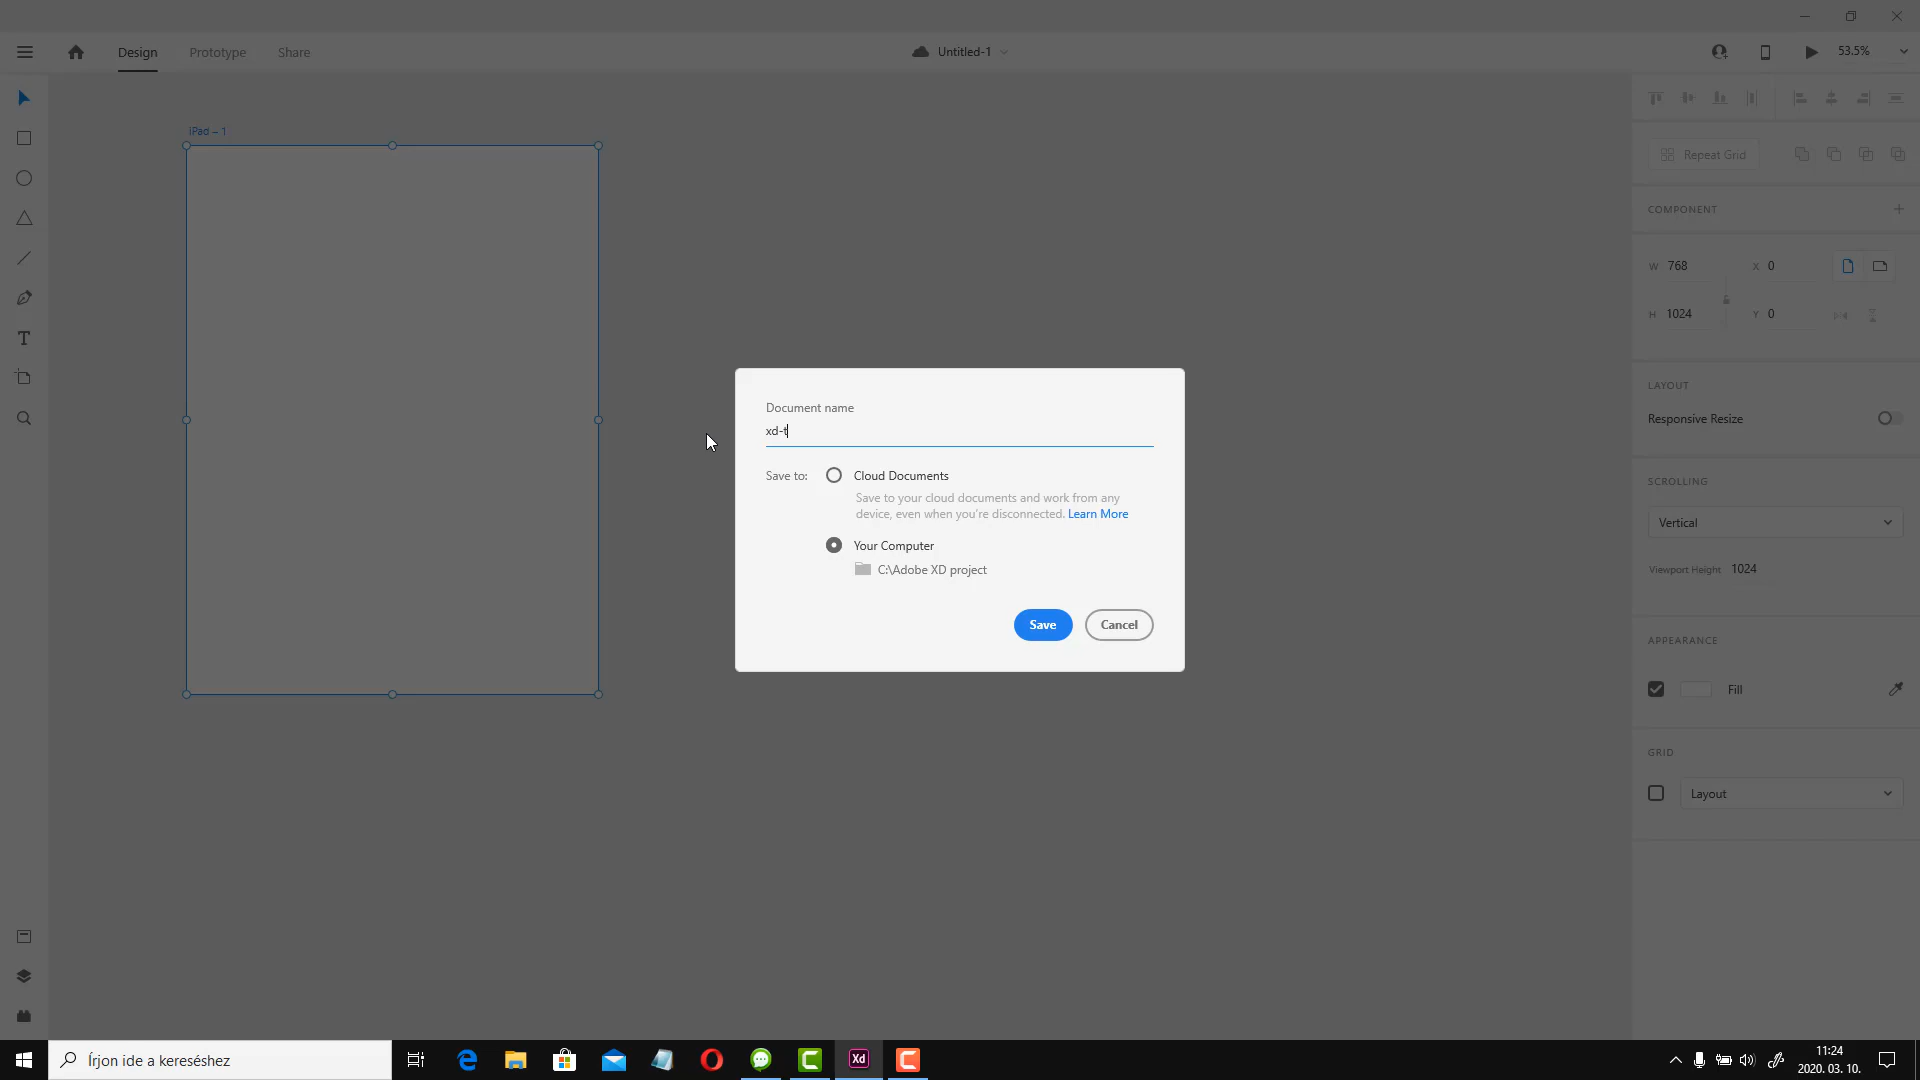 Design
Prototype
Share
Untitled-1
53.5%
iPad – 1
Repeat Grid
COMPONENT
W 768
X 0
H 1024
Y 0
LAYOUT
Responsive Resize
SCROLLING
Vertical
Viewport Height 1024
APPEARANCE
Fill
GRID
Layout
Document name
xd-t
Save to:
Cloud Documents
Save to your cloud documents and work from any
device, even when you're disconnected. Learn More
Your Computer
C:\Adobe XD project
Save
Cancel
Írjon ide a kereséshez
Xd
11:24
2020. 03. 10.